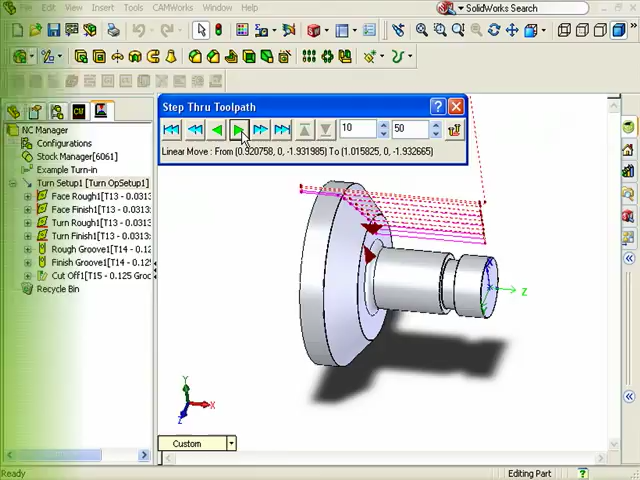 File Edit View Insert Tools CAMWorks Window Help
SolidWorks Search
Step Thru Toolpath
10
50
Linear Move : From (0.920758, 0, -1.931985) To (1.015825, 0, -1.932665)
NC Manager
Configurations
Stock Manager[6061]
Example Turn-in
Turn Setup1 [Turn OpSetup1]
Face Rough1[T13 - 0.0313
Face Finish1[T13 - 0.0313
Turn Rough1[T13 - 0.0313
Turn Finish1[T13 - 0.0313
Rough Groove1[T14 - 0.12
Finish Groove1[T14 - 0.12
Cut Off1[T15 - 0.125 Groo
Recycle Bin
X
Z
Y
X
Z
Custom
Ready
Editing Part